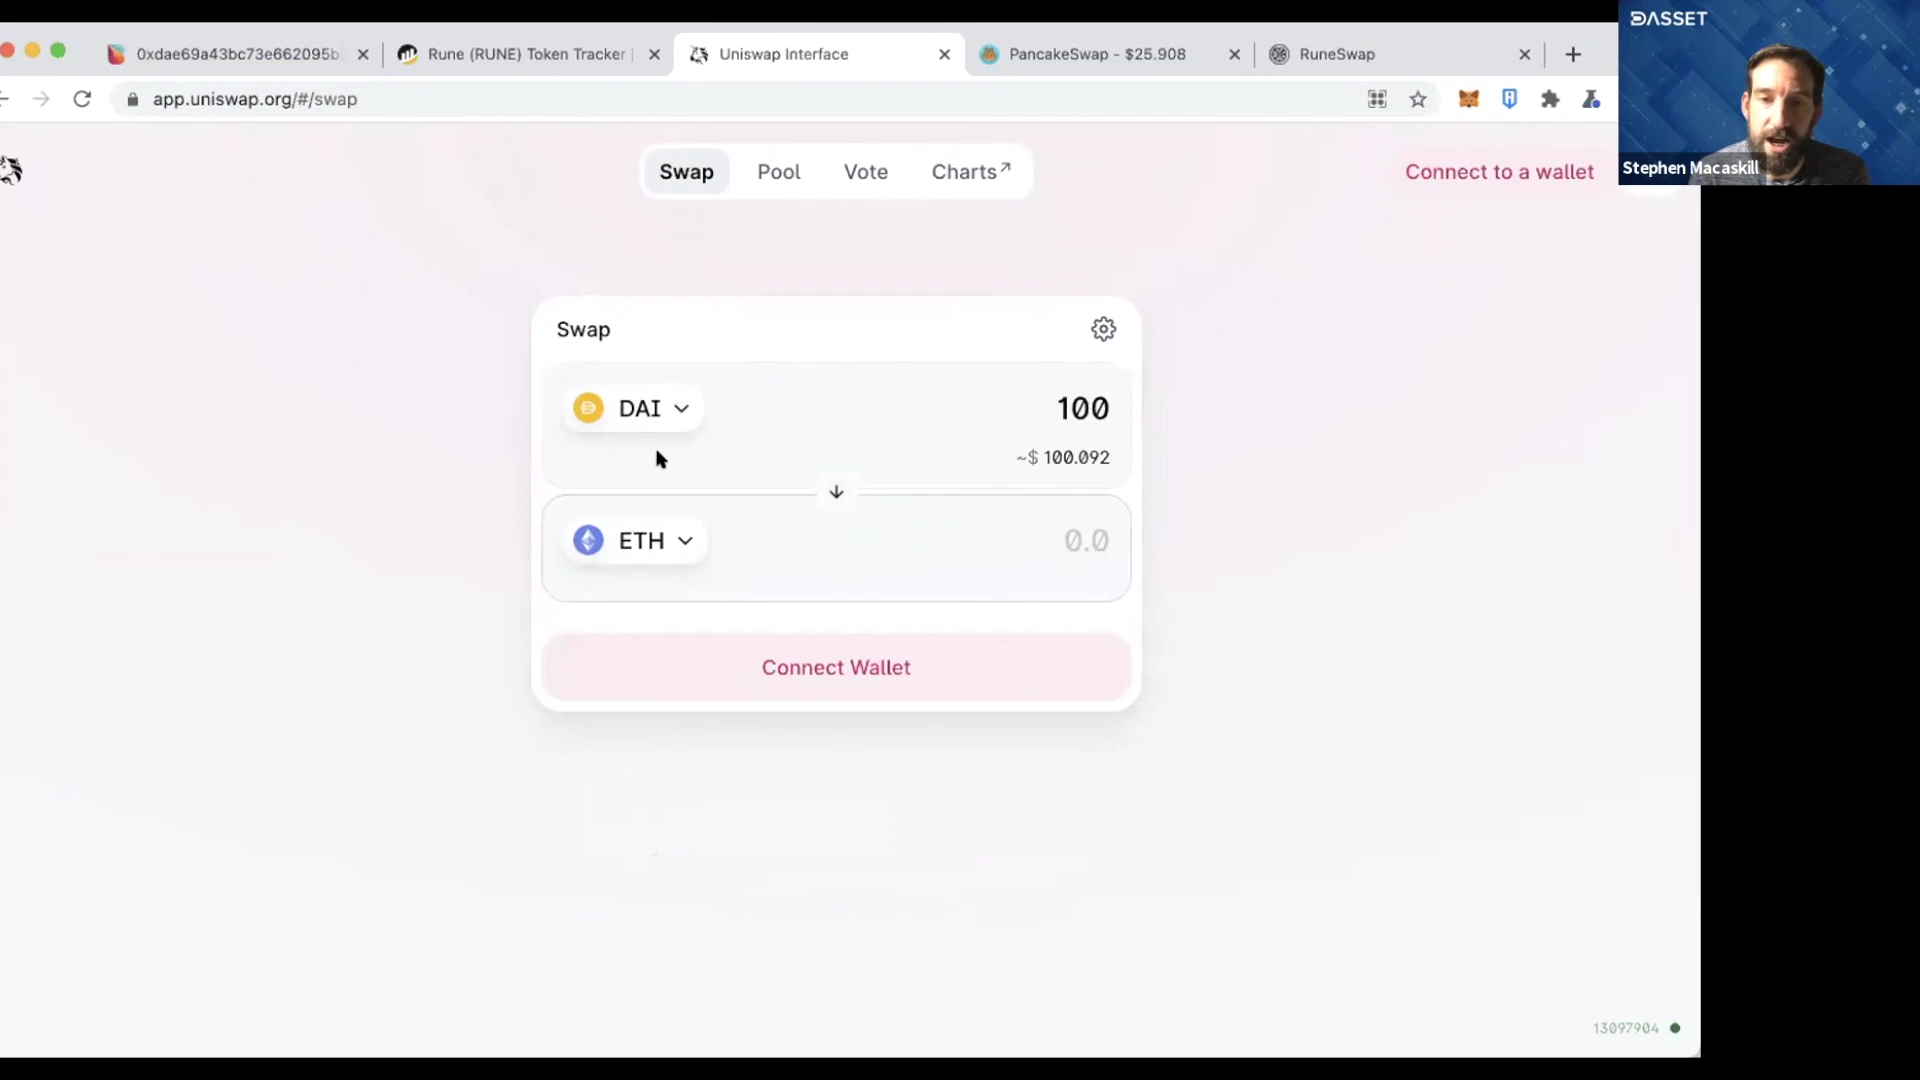 DASSET
0xdae69a43bc73e662095b
Rune (RUNE) Token Tracker |
Uniswap Interface
PancakeSwap - $25.908
RuneSwap
app.uniswap.org/#/swap
Stephen Macaskill
Swap
Pool
Vote
Charts↗
Connect to a wallet
Swap
DAI
100
~$ 100.092
ETH
0.0
Connect Wallet
13097904